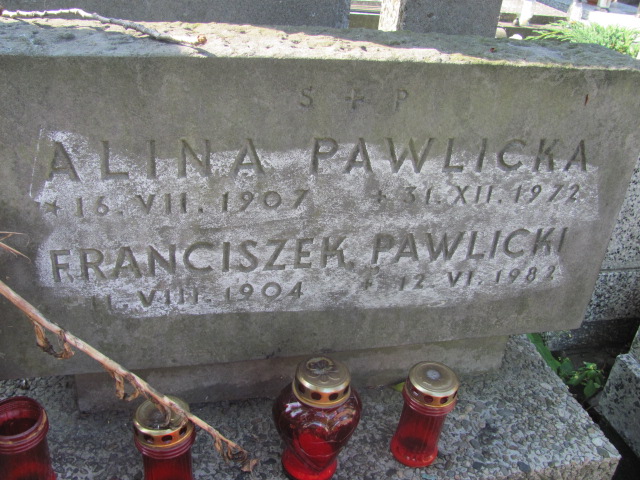 S + P
ALINA PAWLICKA
* 16. VII. 1907 + 31. XII. 1972
FRANCISZEK PAWLICKI
11. VIII. 1904 + 12. VI. 1982